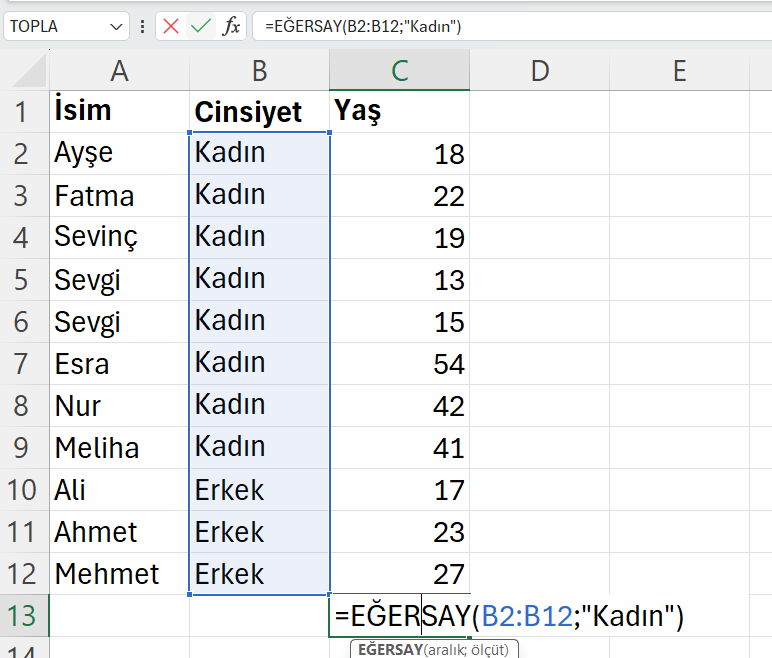 TOPLA fx =EĞERSAY(B2:B12;"Kadın")
A B C D E
1 İsim Cinsiyet Yaş
2 Ayşe Kadın 18
3 Fatma Kadın 22
4 Sevinç Kadın 19
5 Sevgi Kadın 13
6 Sevgi Kadın 15
7 Esra Kadın 54
8 Nur Kadın 42
9 Meliha Kadın 41
10 Ali Erkek 17
11 Ahmet Erkek 23
12 Mehmet Erkek 27
13 =EĞERSAY(B2:B12;"Kadın")
14 EĞERSAY(aralık; ölçüt)